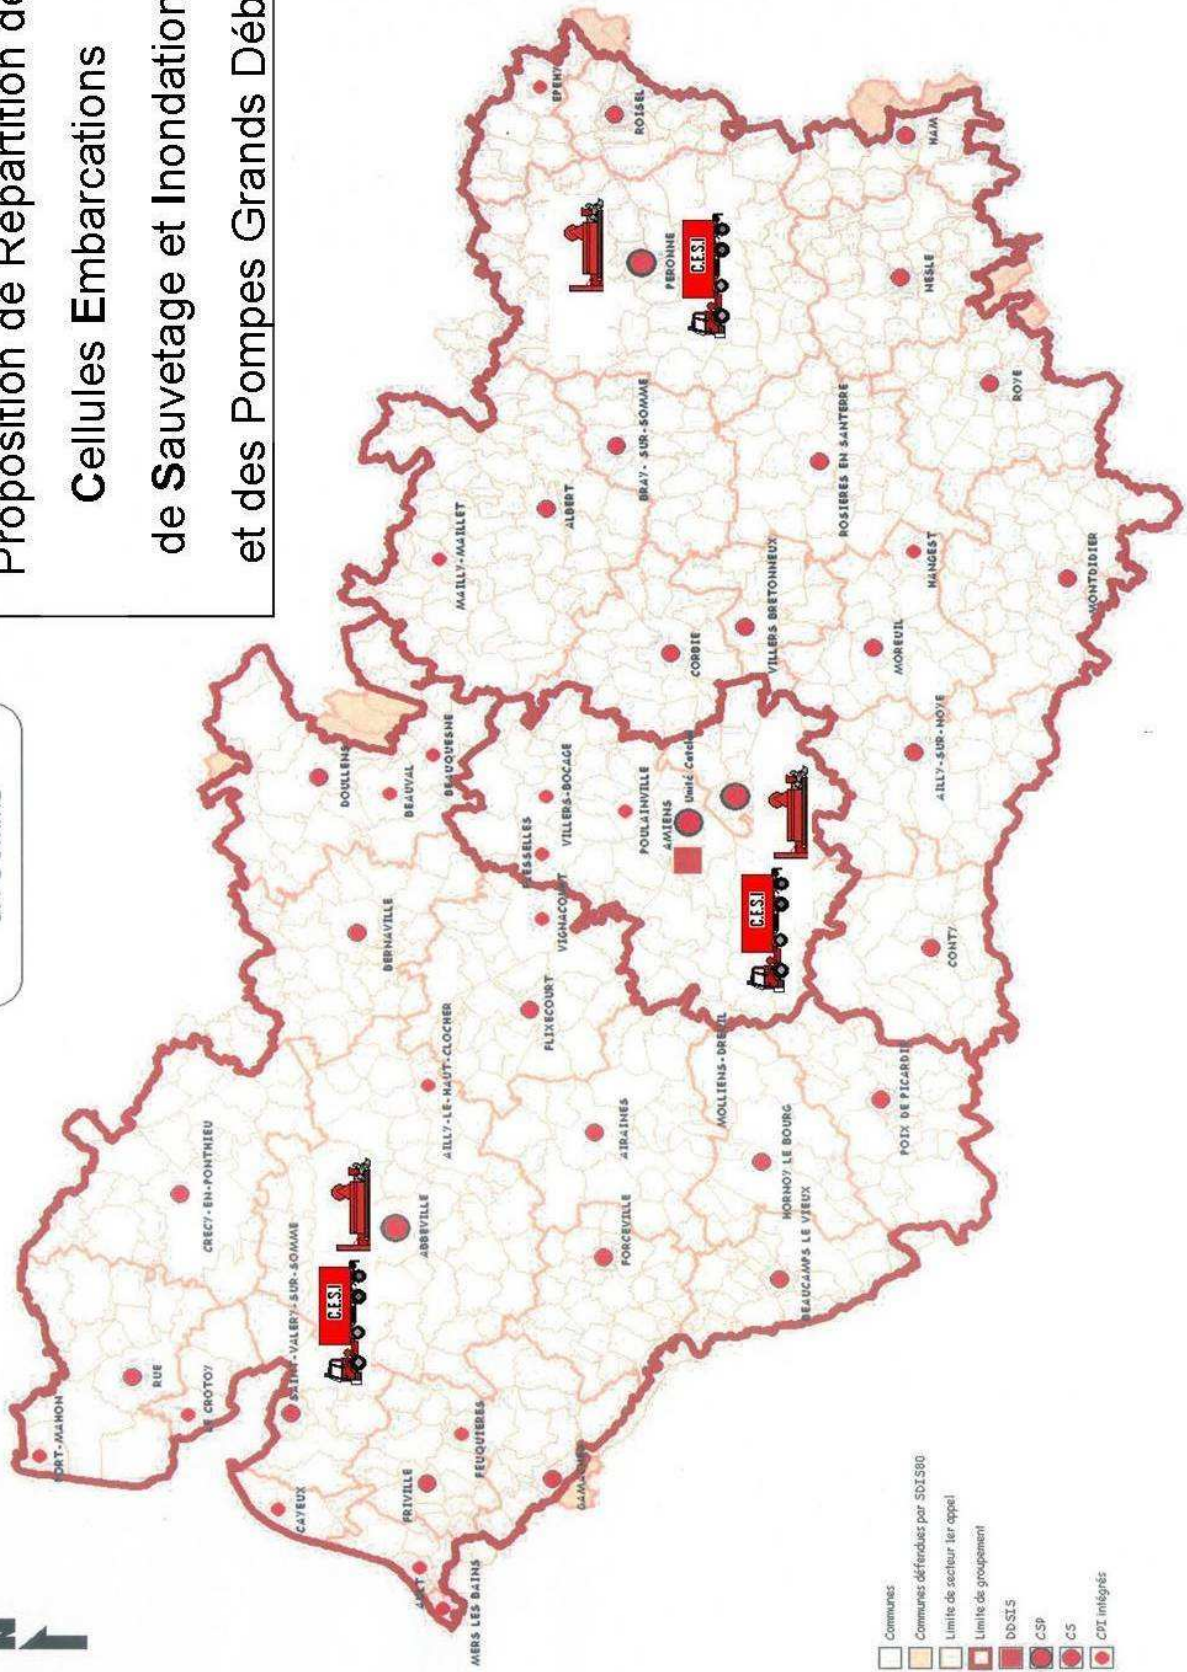 Proposition de Répartition de
Cellules Embarcations
de Sauvetage et Inondation
et des Pompes Grands Déb
N
FORT-MAHON
RUE
LE CROTOY
CRECY-EN-PONTHIEU
SAINT-VALERY-SUR-SOMME
CAYEUX
C.E.S.I
ABBEVILLE
FRIVILLE
FEUQUIERES
AULT
MERS LES BAINS
GAMACHES
AILLY-LE-HAUT-CLOCHER
BERNAVILLE
DOULLENS
BEAUVAL
BEAUQUESNE
FLIXECOURT
VIGNACOURT
FLESSELLES
VILLERS-BOCAGE
POULAINVILLE
AMIENS
Unité Catelet
C.E.S.I
AIRAINES
FORCEVILLE
MOLLIENS-DREUIL
HORNOY LE BOURG
BEAUCAMPS LE VIEUX
POIX DE PICARDIE
CONTY
AILLY-SUR-NOYE
MAILLY-MAILLET
ALBERT
BRAY-SUR-SOMME
CORBIE
VILLERS BRETONNEUX
MOREUIL
HANGEST
MONTDIDIER
ROSIERES EN SANTERRE
ROYE
NESLE
HAM
PERONNE
C.E.S.I
ROISEL
EPEHY
Communes
Communes défendues par SDIS80
Limite de secteur 1er appel
Limite de groupement
DDSIS
CSP
CS
CPI intégrés